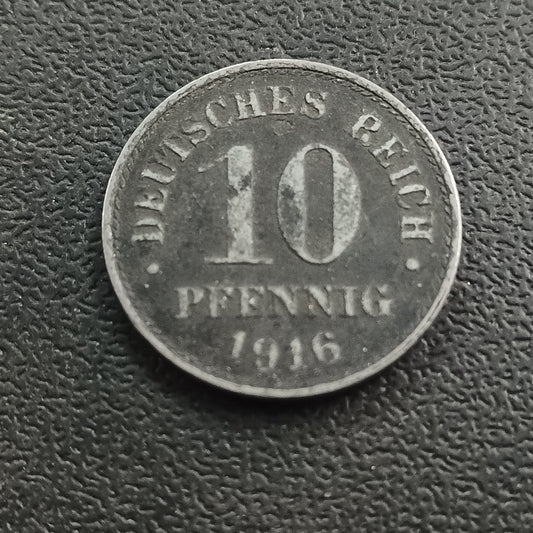 DEUTSCHES REICH
10
PFENNIG
1916